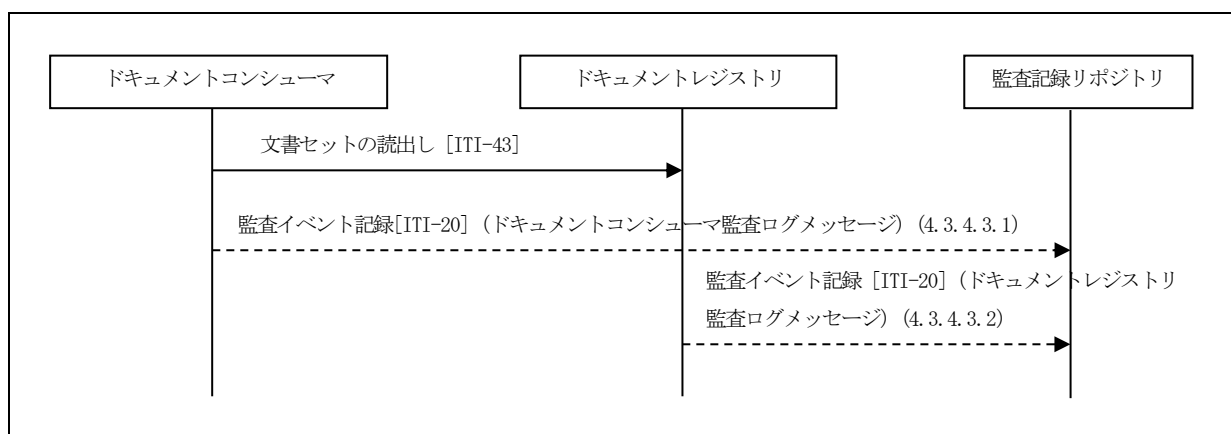 ドキュメントコンシューマ
ドキュメントレジストリ
監査記録リポジトリ
文書セットの読出し [ITI-43]
監査イベント記録[ITI-20] (ドキュメントコンシューマ監査ログメッセージ) (4.3.4.3.1)
監査イベント記録 [ITI-20] (ドキュメントレジストリ
監査ログメッセージ) (4.3.4.3.2)